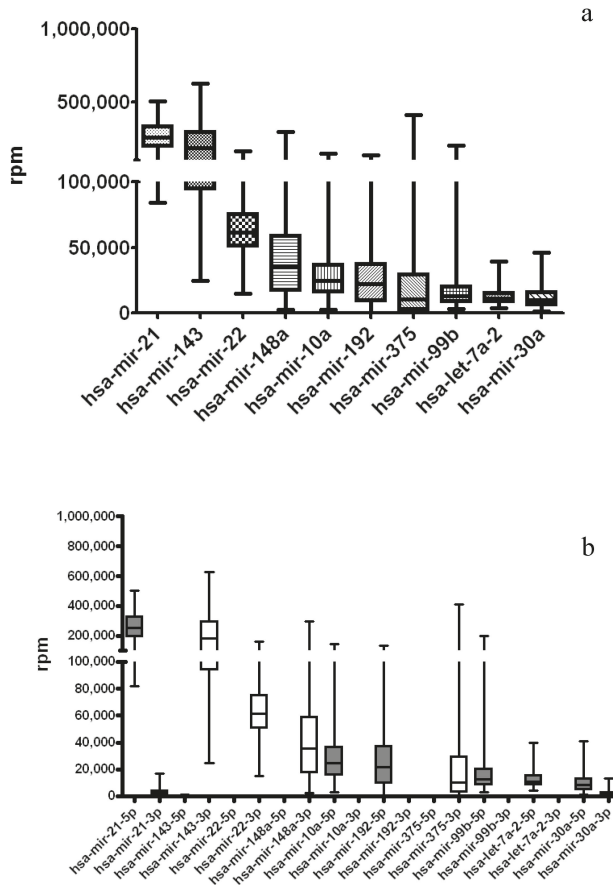 a
1,000,000
500,000
100,000
50,000
0
rpm
hsa-mir-21
hsa-mir-143
hsa-mir-22
hsa-mir-148a
hsa-mir-10a
hsa-mir-192
hsa-mir-375
hsa-mir-99b
hsa-let-7a-2
hsa-mir-30a
b
1,000,000
800,000
600,000
400,000
200,000
100,000
80,000
60,000
40,000
20,000
0
rpm
hsa-mir-21-5p
hsa-mir-21-3p
hsa-mir-143-5p
hsa-mir-143-3p
hsa-mir-22-5p
hsa-mir-22-3p
hsa-mir-148a-5p
hsa-mir-148a-3p
hsa-mir-10a-5p
hsa-mir-10a-3p
hsa-mir-192-5p
hsa-mir-192-3p
hsa-mir-375-5p
hsa-mir-375-3p
hsa-mir-99b-5p
hsa-mir-99b-3p
hsa-let-7a-2-5p
hsa-let-7a-2-3p
hsa-mir-30a-5p
hsa-mir-30a-3p